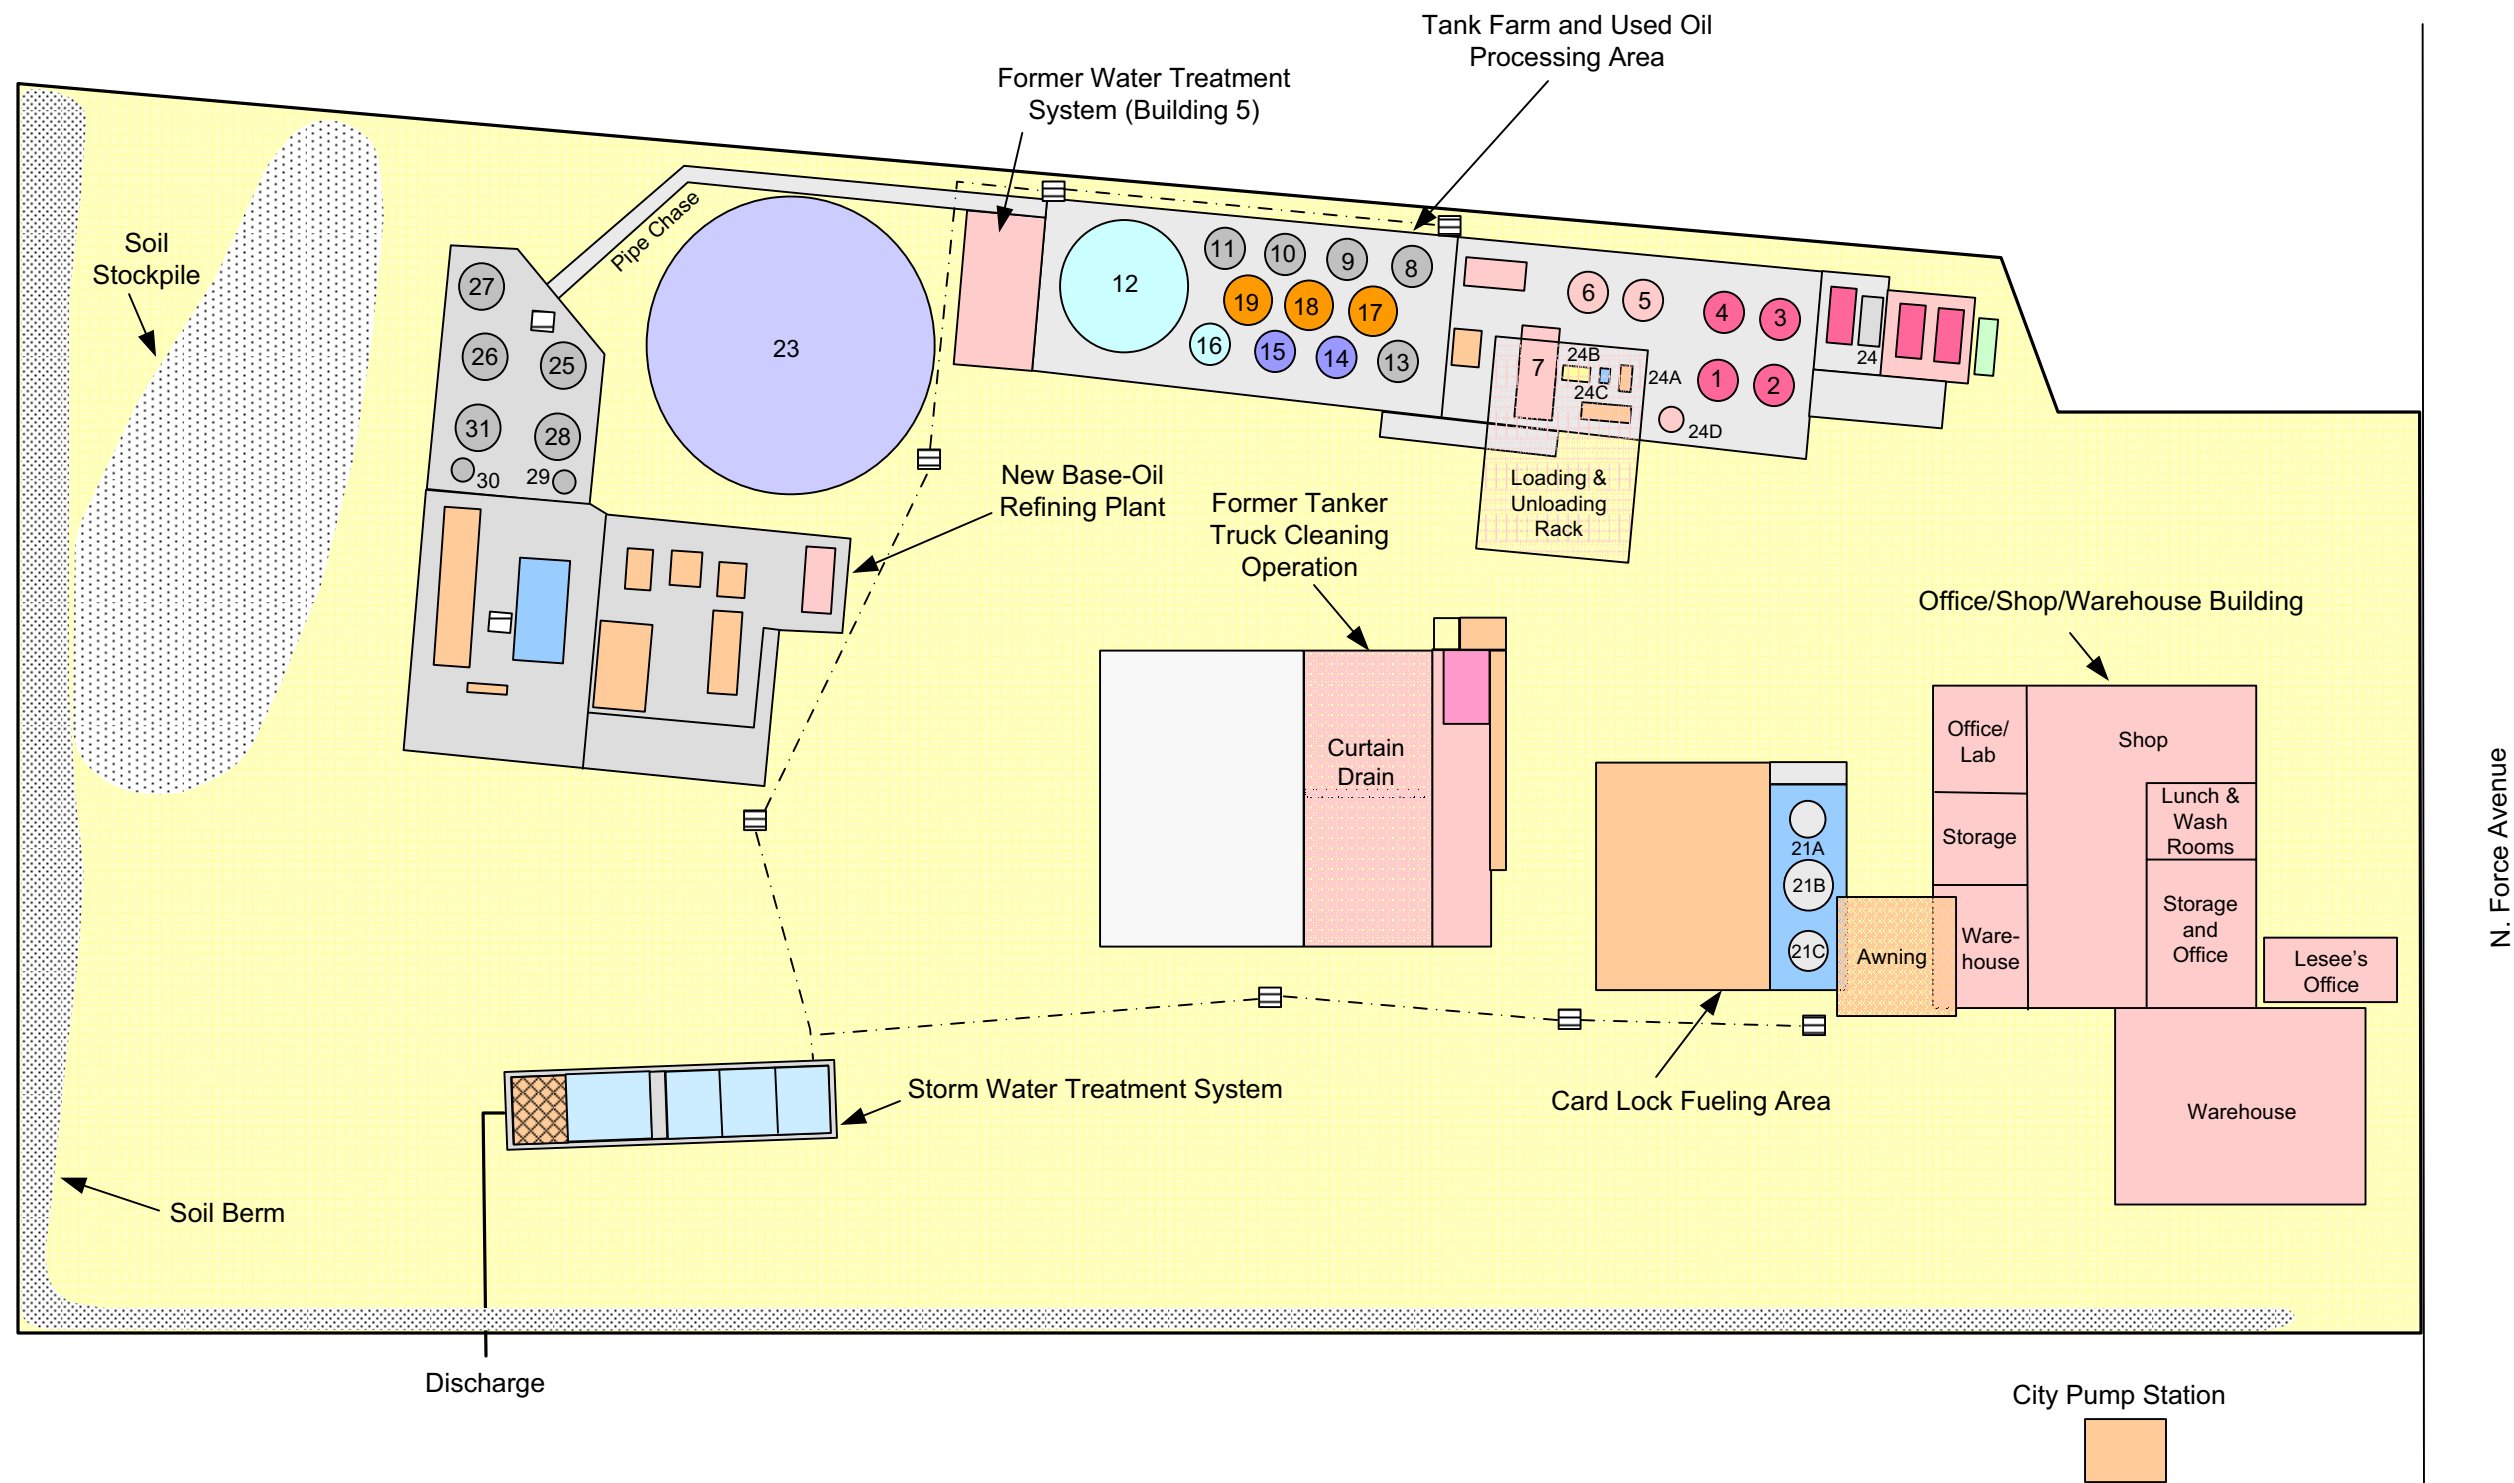 Tank Farm and Used Oil
Processing Area
Former Water Treatment
System (Building 5)
Soil
Stockpile
Pipe Chase
27
26
25
31
28
30
29
23
12
11
10
9
8
19
18
17
16
15
14
13
6
5
4
3
7
24B
24C
24A
1
2
24
24D
Loading &
Unloading
Rack
New Base-Oil
Refining Plant
Former Tanker
Truck Cleaning
Operation
Office/Shop/Warehouse Building
Curtain
Drain
Office/
Lab
Shop
Storage
Lunch &
Wash
Rooms
21A
21B
21C
Awning
Ware-
house
Storage
and
Office
Lesee's
Office
N. Force Avenue
Storm Water Treatment System
Card Lock Fueling Area
Warehouse
Soil Berm
Discharge
City Pump Station